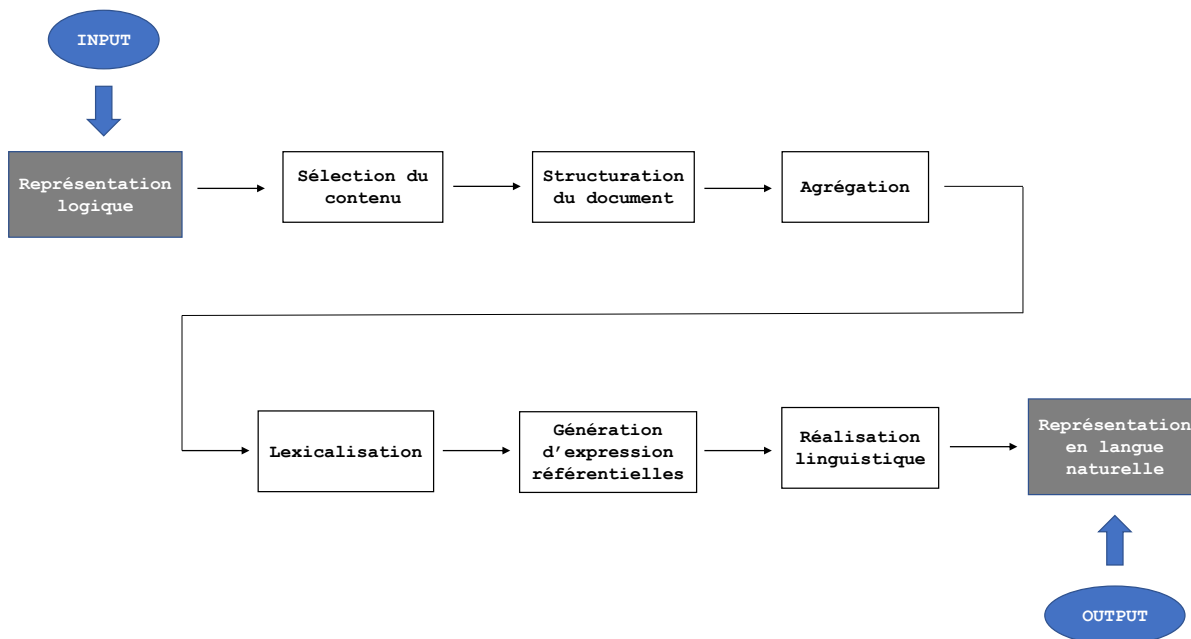 INPUT
Représentation
logique
Sélection du
contenu
Structuration
du document
Agrégation
Lexicalisation
Génération
d’expression
référentielles
Réalisation
linguistique
Représentation
en langue
naturelle
OUTPUT